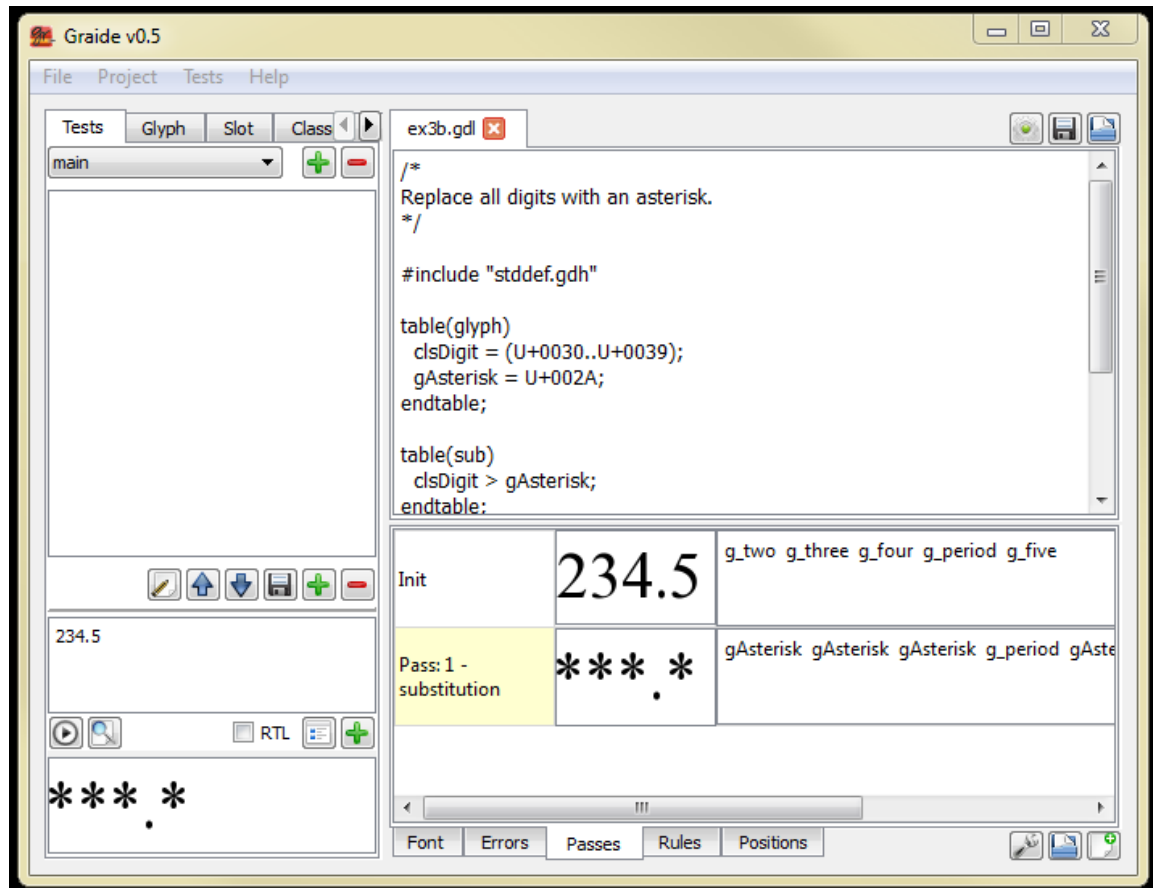 Graide v0.5
File Project Tests Help
Tests Glyph Slot Class
main
234.5
RTL
***.*
ex3b.gdl
/*
Replace all digits with an asterisk.
*/
#include "stddef.gdh"
table(glyph)
clsDigit = (U+0030..U+0039);
gAsterisk = U+002A;
endtable;
table(sub)
clsDigit > gAsterisk;
endtable;
Init 234.5 g_two g_three g_four g_period g_five
Pass: 1 - ***.* gAsterisk gAsterisk gAsterisk g_period gAste
substitution
Font Errors Passes Rules Positions